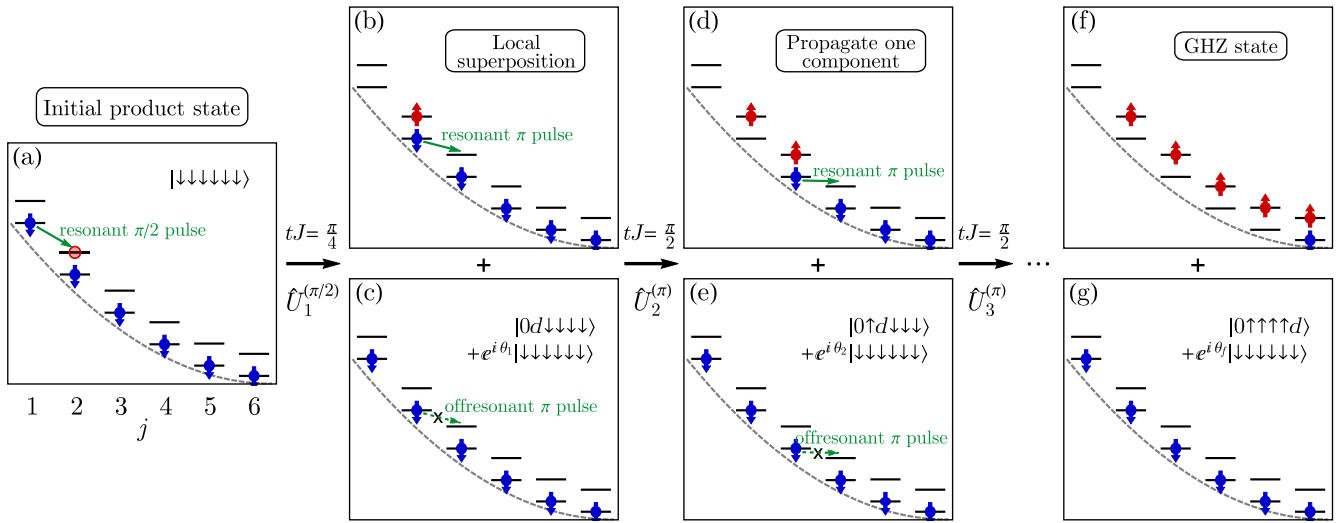 Initial product state
(a)
|↓↓↓↓↓↓⟩
resonant π/2 pulse
1 2 3 4 5 6
j
tJ = π/4
Û₁^(π/2)
(b)
Local
superposition
resonant π pulse
+
(c)
|0d↓↓↓↓⟩
+e^{iθ₁}|↓↓↓↓↓↓⟩
offresonant π pulse
x
tJ = π/2
Û₂^(π)
(d)
Propagate one
component
resonant π pulse
+
(e)
|0↑d↓↓↓⟩
+e^{iθ₂}|↓↓↓↓↓↓⟩
offresonant π pulse
x
tJ = π/2
Û₃^(π)
...
(f)
GHZ state
+
(g)
|0↑↑↑↑d⟩
+e^{iθ_f}|↓↓↓↓↓↓⟩